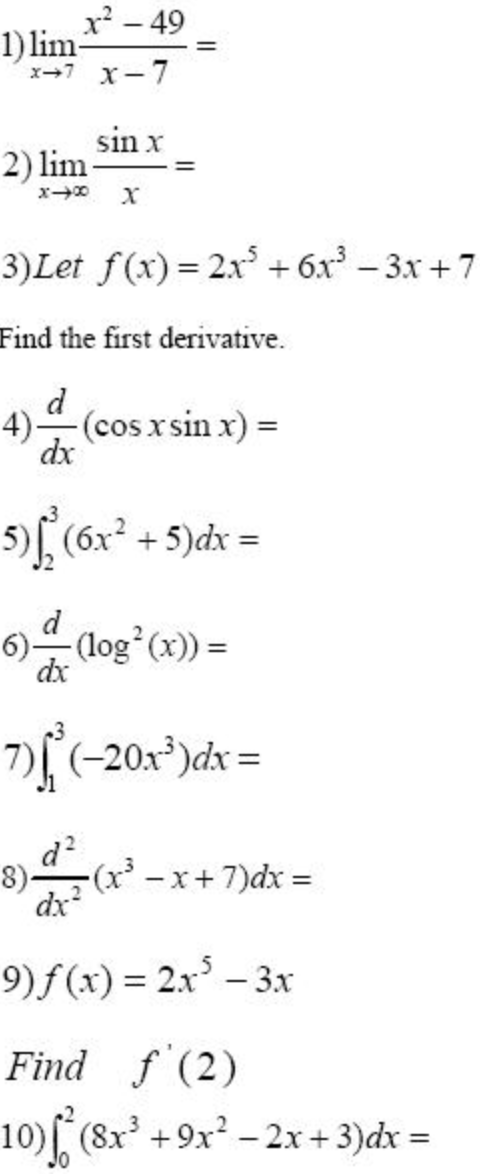 1) lim x→7 (x² − 49)/(x − 7) =
2) lim x→∞ (sin x)/x =
3)Let f(x) = 2x⁵ + 6x³ − 3x + 7
Find the first derivative.
4) d/dx (cos x sin x) =
5) ∫₂³ (6x² + 5)dx =
6) d/dx (log²(x)) =
7) ∫₁³ (−20x³)dx =
8) d²/dx² (x³ − x + 7)dx =
9) f(x) = 2x⁵ − 3x
Find f'(2)
10) ∫₀² (8x³ + 9x² − 2x + 3)dx =